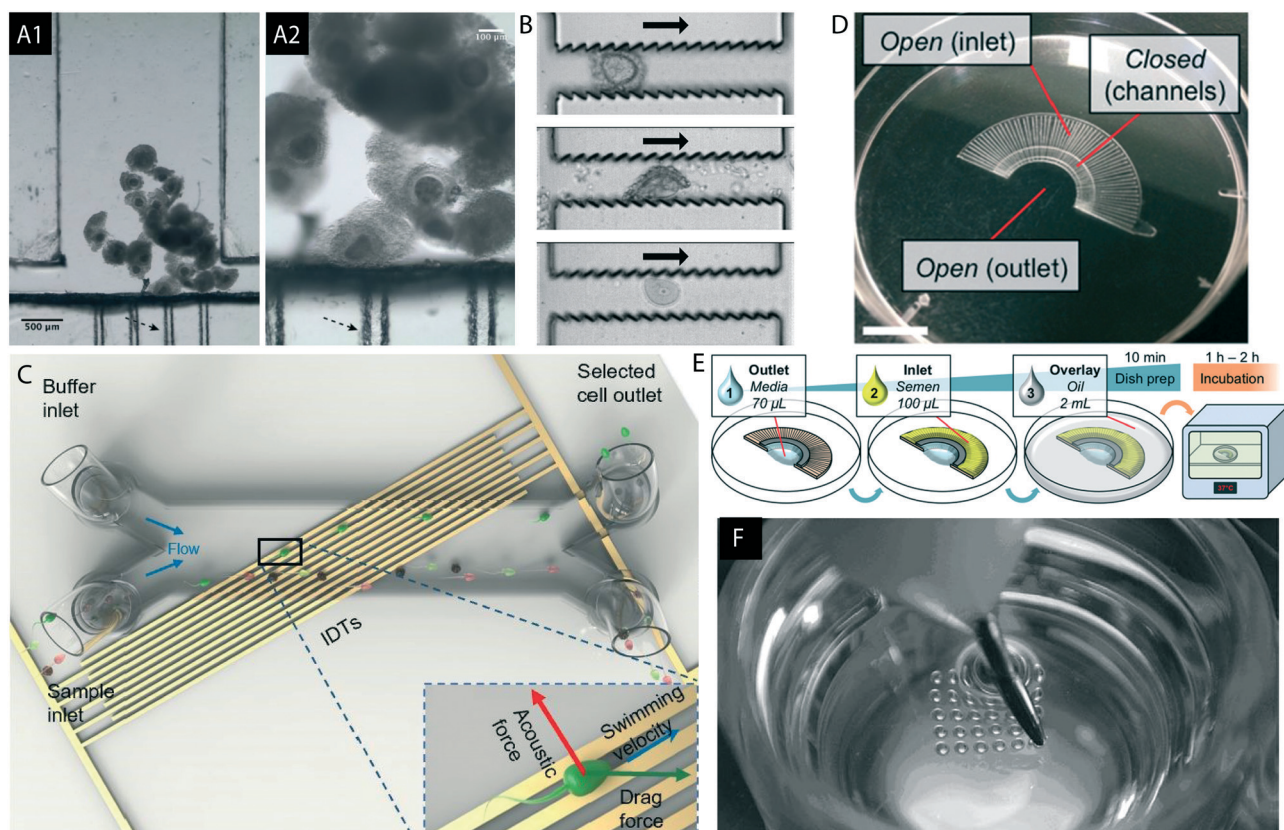 A1
500 µm
A2
100 µm
B
D
Open (inlet)
Closed
(channels)
Open (outlet)
C
Buffer
inlet
Selected
cell outlet
Flow
IDTs
Sample
inlet
Acoustic
force
Swimming
velocity
Drag
force
E
1
Outlet
Media
70 µL
2
Inlet
Semen
100 µL
3
Overlay
Oil
2 mL
10 min
Dish prep
1 h – 2 h
Incubation
37°C
F